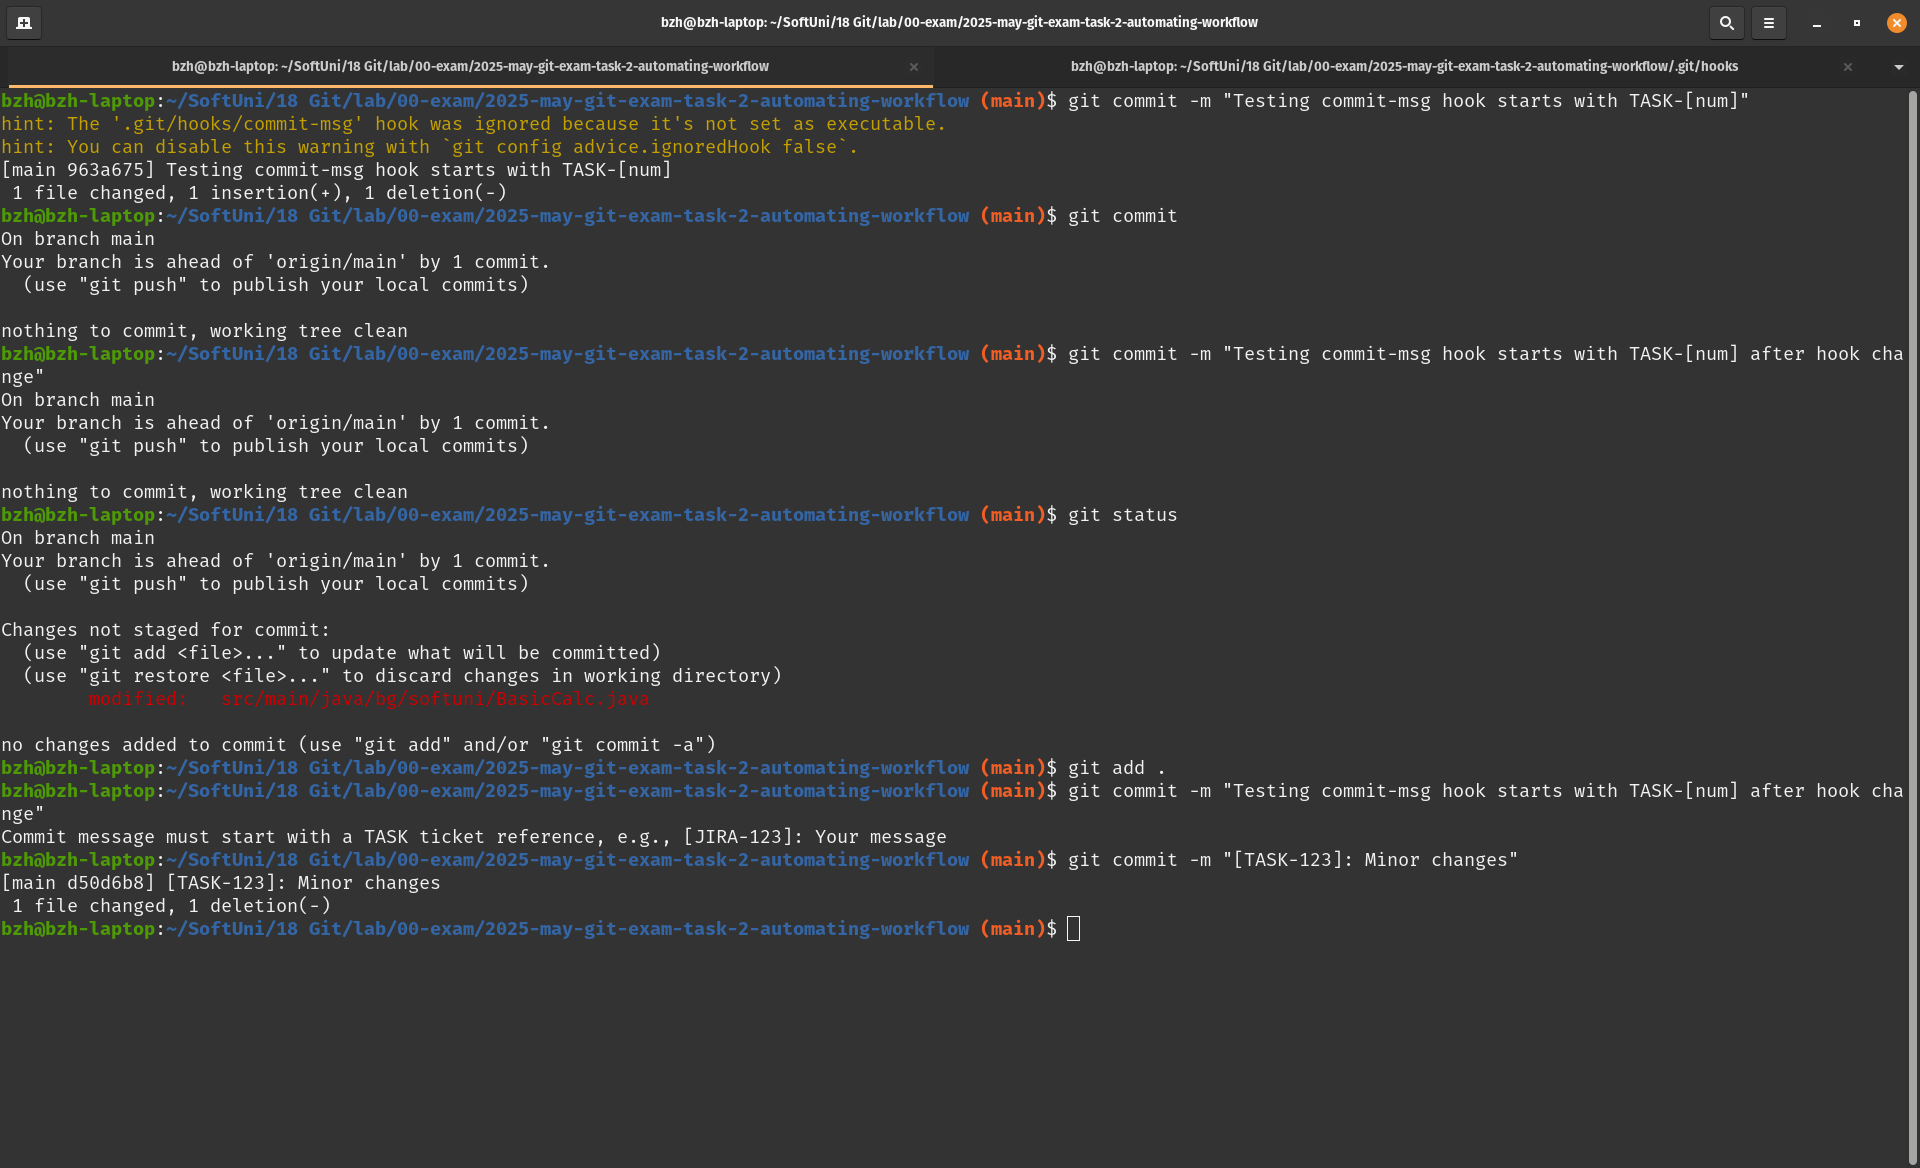 bzh@bzh-laptop: ~/SoftUni/18 Git/lab/00-exam/2025-may-git-exam-task-2-automating-workflow
bzh@bzh-laptop: ~/SoftUni/18 Git/lab/00-exam/2025-may-git-exam-task-2-automating-workflow
bzh@bzh-laptop: ~/SoftUni/18 Git/lab/00-exam/2025-may-git-exam-task-2-automating-workflow/.git/hooks
bzh@bzh-laptop:~/SoftUni/18 Git/lab/00-exam/2025-may-git-exam-task-2-automating-workflow (main)$ git commit -m "Testing commit-msg hook starts with TASK-[num]"
hint: The '.git/hooks/commit-msg' hook was ignored because it's not set as executable.
hint: You can disable this warning with `git config advice.ignoredHook false`.
[main 963a675] Testing commit-msg hook starts with TASK-[num]
 1 file changed, 1 insertion(+), 1 deletion(-)
bzh@bzh-laptop:~/SoftUni/18 Git/lab/00-exam/2025-may-git-exam-task-2-automating-workflow (main)$ git commit
On branch main
Your branch is ahead of 'origin/main' by 1 commit.
  (use "git push" to publish your local commits)

nothing to commit, working tree clean
bzh@bzh-laptop:~/SoftUni/18 Git/lab/00-exam/2025-may-git-exam-task-2-automating-workflow (main)$ git commit -m "Testing commit-msg hook starts with TASK-[num] after hook cha
nge"
On branch main
Your branch is ahead of 'origin/main' by 1 commit.
  (use "git push" to publish your local commits)

nothing to commit, working tree clean
bzh@bzh-laptop:~/SoftUni/18 Git/lab/00-exam/2025-may-git-exam-task-2-automating-workflow (main)$ git status
On branch main
Your branch is ahead of 'origin/main' by 1 commit.
  (use "git push" to publish your local commits)

Changes not staged for commit:
  (use "git add <file>..." to update what will be committed)
  (use "git restore <file>..." to discard changes in working directory)
        modified:   src/main/java/bg/softuni/BasicCalc.java

no changes added to commit (use "git add" and/or "git commit -a")
bzh@bzh-laptop:~/SoftUni/18 Git/lab/00-exam/2025-may-git-exam-task-2-automating-workflow (main)$ git add .
bzh@bzh-laptop:~/SoftUni/18 Git/lab/00-exam/2025-may-git-exam-task-2-automating-workflow (main)$ git commit -m "Testing commit-msg hook starts with TASK-[num] after hook cha
nge"
Commit message must start with a TASK ticket reference, e.g., [JIRA-123]: Your message
bzh@bzh-laptop:~/SoftUni/18 Git/lab/00-exam/2025-may-git-exam-task-2-automating-workflow (main)$ git commit -m "[TASK-123]: Minor changes"
[main d50d6b8] [TASK-123]: Minor changes
 1 file changed, 1 deletion(-)
bzh@bzh-laptop:~/SoftUni/18 Git/lab/00-exam/2025-may-git-exam-task-2-automating-workflow (main)$